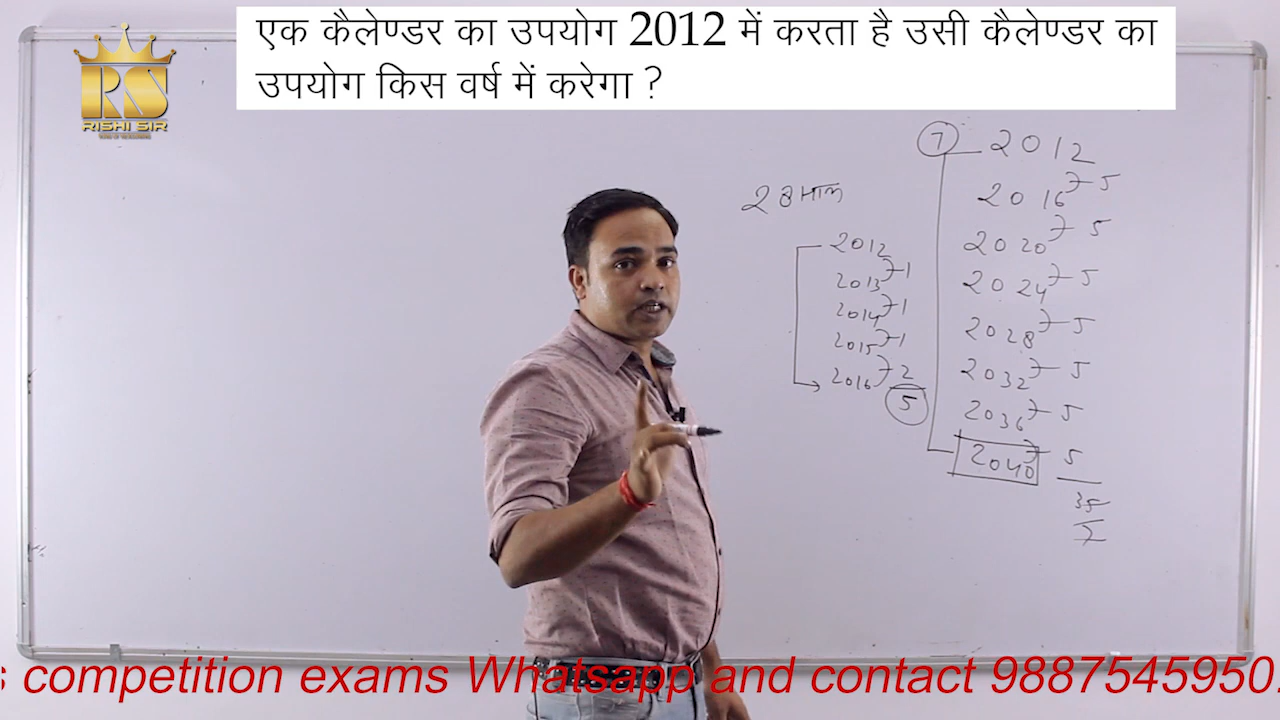 एक कैलेण्डर का उपयोग 2012 में करता है उसी कैलेण्डर का
उपयोग किस वर्ष में करेगा ?
RS
RISHI SIR
28 साल
2012
2013 1
2014 1
2015 1
2016 2
5
7 2012
2016 5
2020 5
2024 5
2028 5
2032 5
2036 5
2040 5
35
7
competition exams Whatsapp and contact 9887545950.